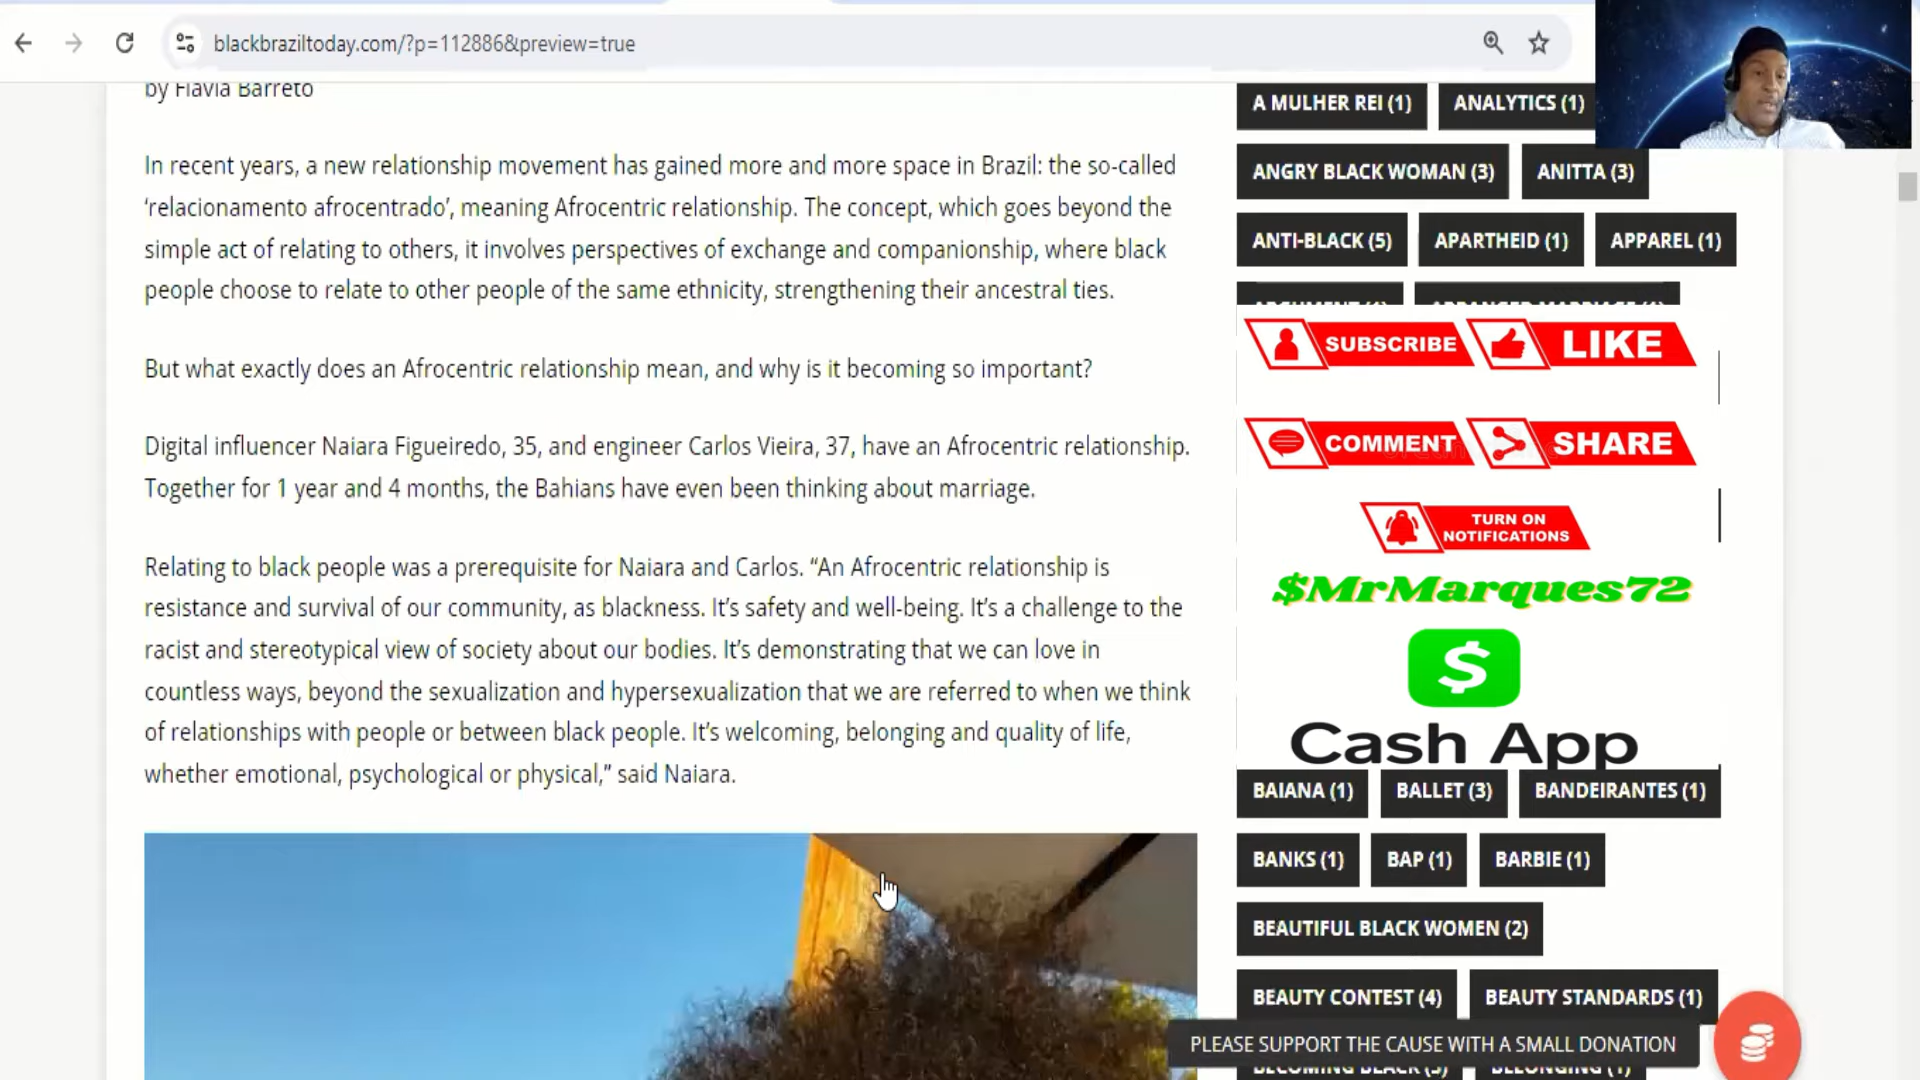 blackbraziltoday.com/?p=112886&preview=true
by Flavia Barreto
In recent years, a new relationship movement has gained more and more space in Brazil: the so-called
‘relacionamento afrocentrado’, meaning Afrocentric relationship. The concept, which goes beyond the
simple act of relating to others, it involves perspectives of exchange and companionship, where black
people choose to relate to other people of the same ethnicity, strengthening their ancestral ties.
But what exactly does an Afrocentric relationship mean, and why is it becoming so important?
Digital influencer Naiara Figueiredo, 35, and engineer Carlos Vieira, 37, have an Afrocentric relationship.
Together for 1 year and 4 months, the Bahians have even been thinking about marriage.
Relating to black people was a prerequisite for Naiara and Carlos. “An Afrocentric relationship is
resistance and survival of our community, as blackness. It’s safety and well-being. It’s a challenge to the
racist and stereotypical view of society about our bodies. It’s demonstrating that we can love in
countless ways, beyond the sexualization and hypersexualization that we are referred to when we think
of relationships with people or between black people. It’s welcoming, belonging and quality of life,
whether emotional, psychological or physical,” said Naiara.
A MULHER REI (1) ANALYTICS (1)
ANGRY BLACK WOMAN (3) ANITTA (3)
ANTI-BLACK (5) APARTHEID (1) APPAREL (1)
SUBSCRIBE LIKE
COMMENT SHARE
TURN ON
NOTIFICATIONS
$MrMarques72
$
Cash App
BAIANA (1) BALLET (3) BANDEIRANTES (1)
BANKS (1) BAP (1) BARBIE (1)
BEAUTIFUL BLACK WOMEN (2)
BEAUTY CONTEST (4) BEAUTY STANDARDS (1)
PLEASE SUPPORT THE CAUSE WITH A SMALL DONATION
BECOMING BLACK (5) BELONGING (1)